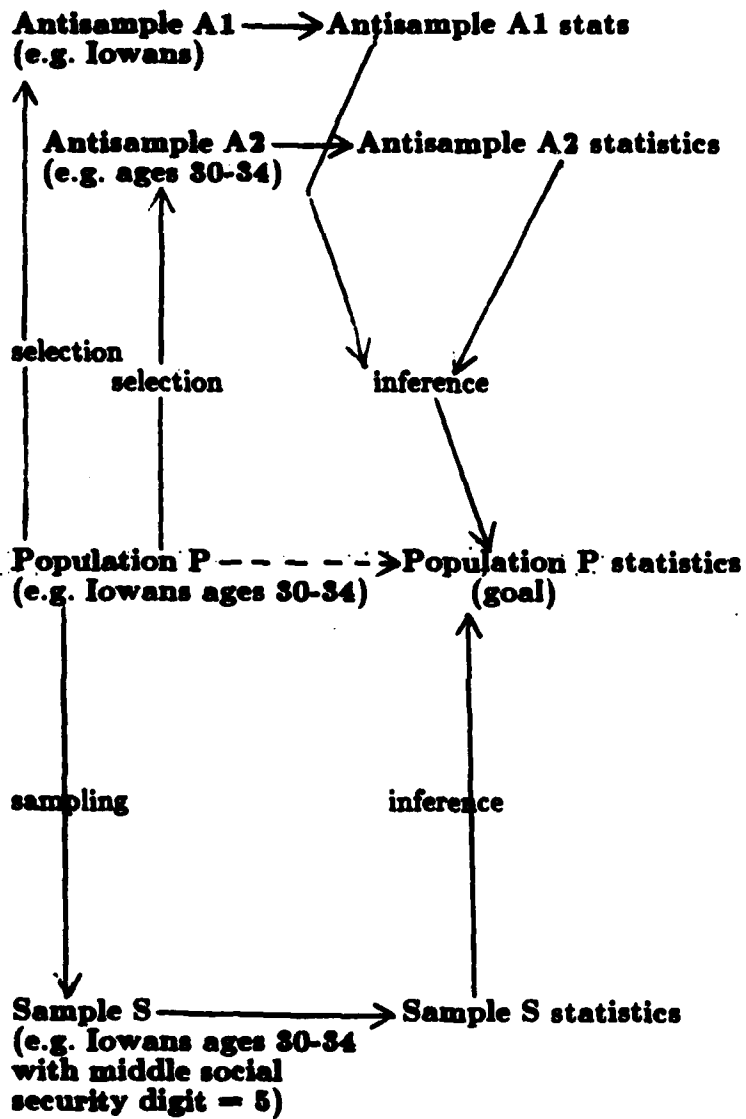 Antisample A1 Antisample A1 stats
(e.g. Iowans)
Antisample A2 Antisample A2 statistics
(e.g. ages 30-34)
selection
selection inference
Population P Population P statistics
(e.g. Iowans ages 30-34) (goal)
sampling inference
Sample S Sample S statistics
(e.g. Iowans ages 30-34
with middle social
security digit = 5)